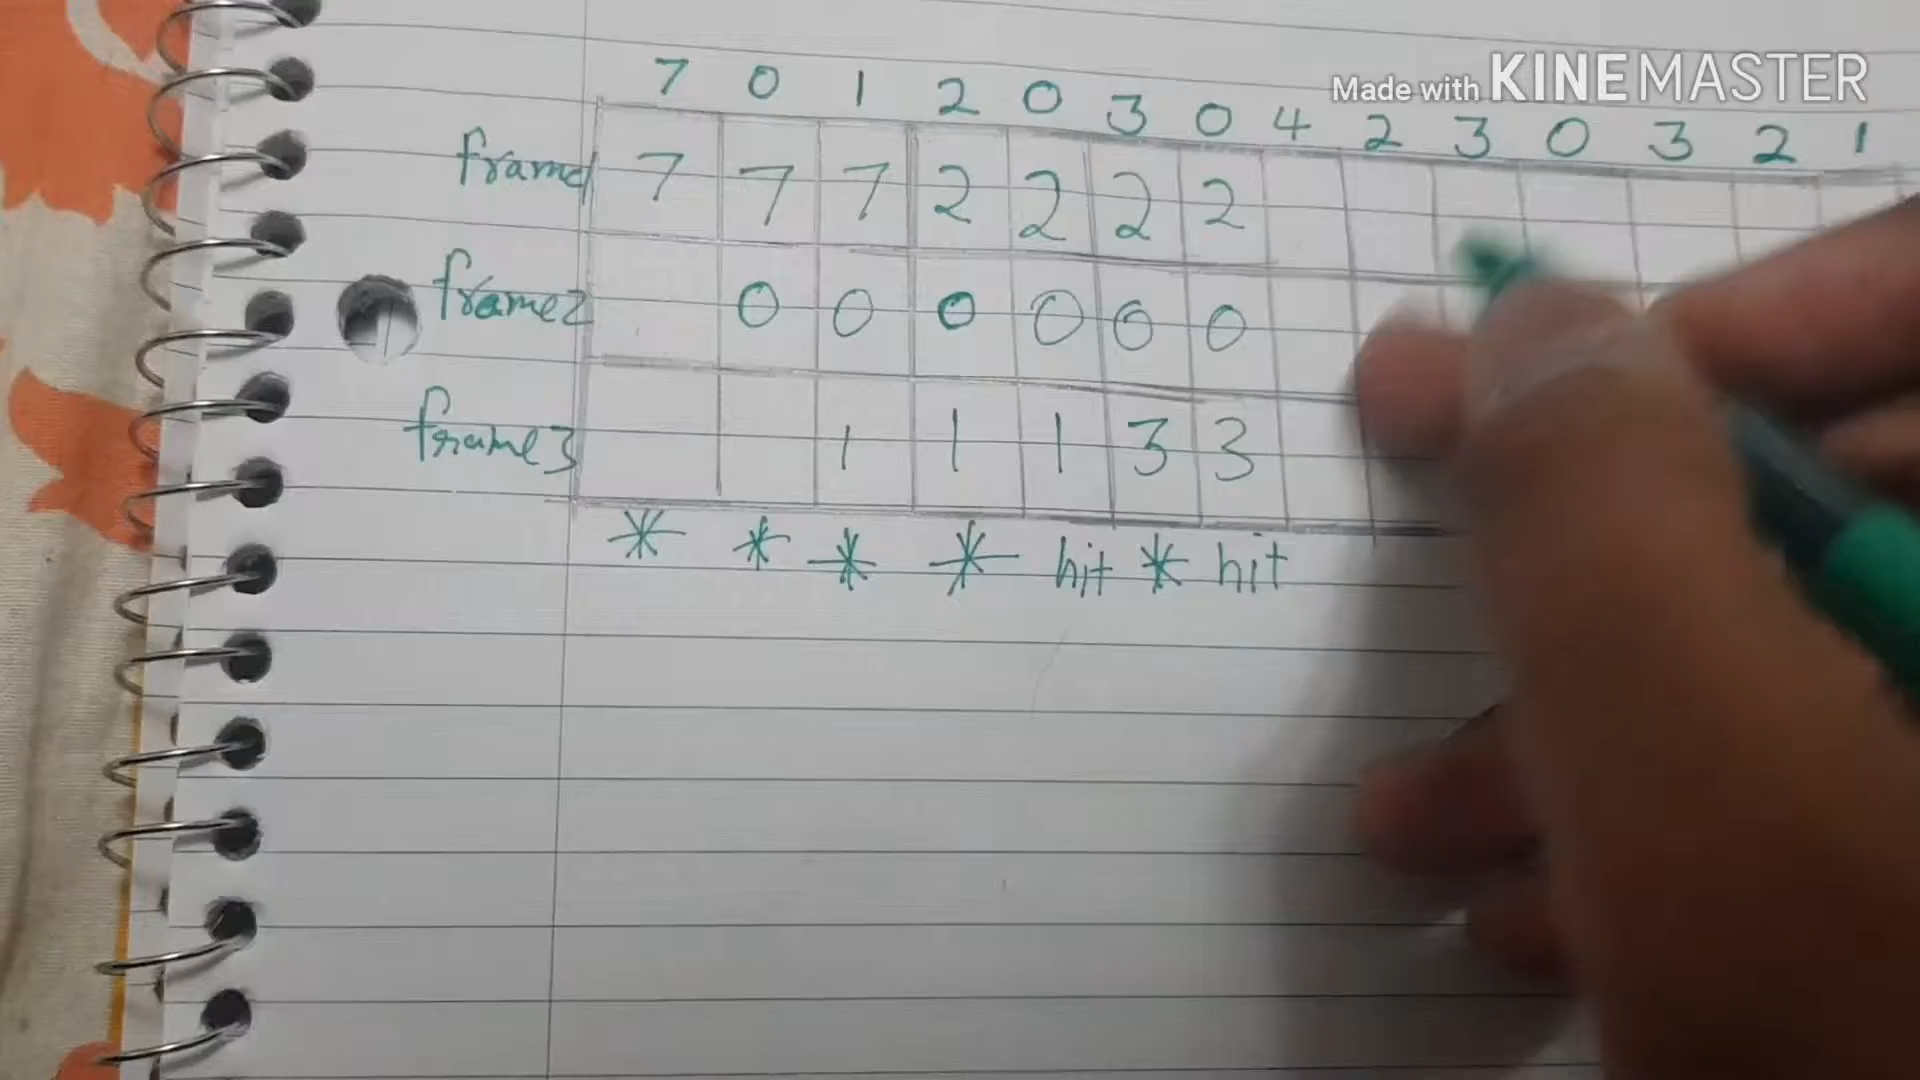 Made with KINEMASTER
7 0 1 2 0 3 0 4 2 3 0 3 2 1
frame1 7 7 7 2 2 2 2
frame2 0 0 0 0 0 0
frame3 1 1 1 3 3
* * * * hit * hit